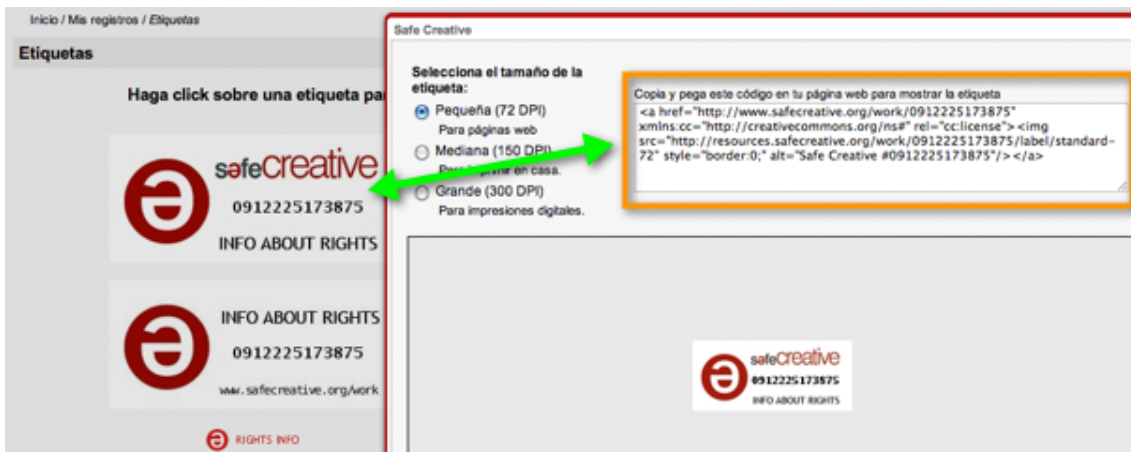 Inicio / Mis registros / Etiquetas
Etiquetas
Haga click sobre una etiqueta pa
safecreative
0912225173875
INFO ABOUT RIGHTS
INFO ABOUT RIGHTS
0912225173875
www.safecreative.org/work
RIGHTS INFO
Safe Creative
Selecciona el tamaño de la
etiqueta:
Pequeña (72 DPI)
Para páginas web
Mediana (150 DPI)
Para imprimir en casa.
Grande (300 DPI)
Para impresiones digitales.
Copia y pega este código en tu página web para mostrar la etiqueta
<a href="http://www.safecreative.org/work/0912225173875"
xmlns:cc="http://creativecommons.org/ns#" rel="cc:license"><img
src="http://resources.safecreative.org/work/0912225173875/label/standard-
72" style="border:0;" alt="Safe Creative #0912225173875"/></a>
safecreative
0912225173875
INFO ABOUT RIGHTS